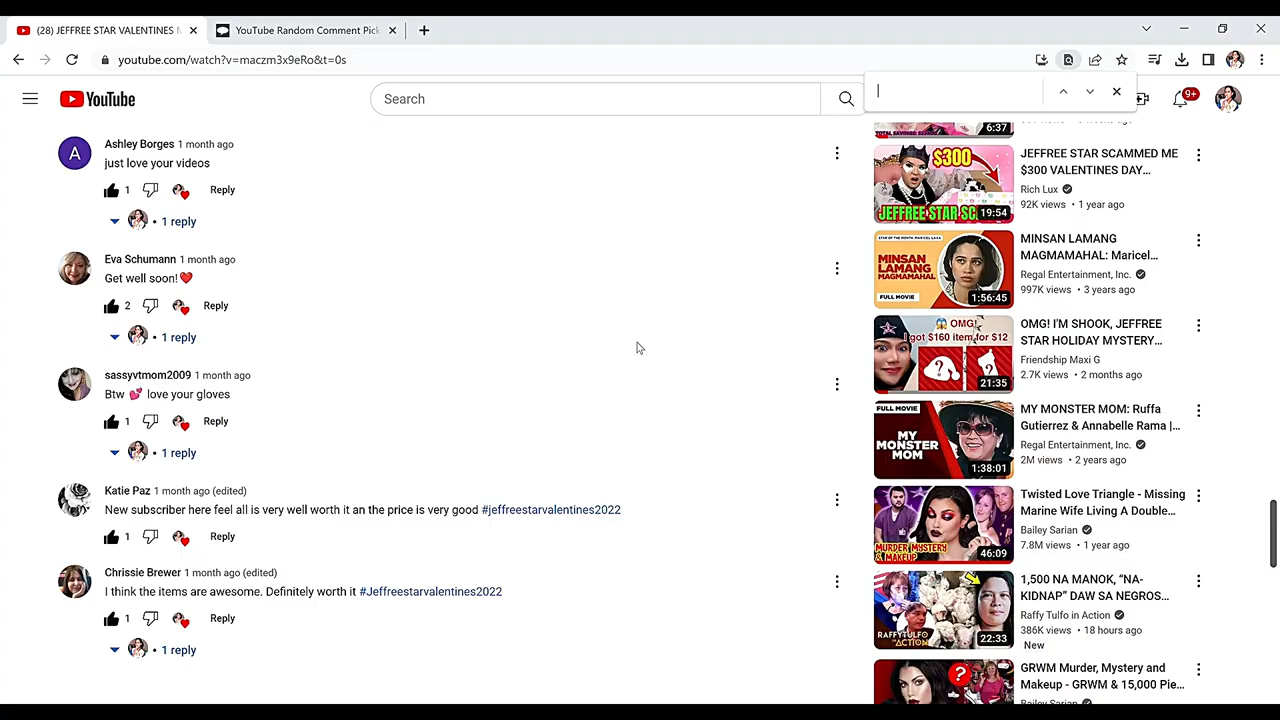 (28) JEFFREE STAR VALENTINES
YouTube Random Comment Pick
youtube.com/watch?v=maczm3x9eRo&t=0s
YouTube
Search
9+
Ashley Borges 1 month ago
just love your videos
1 Reply
• 1 reply
Eva Schumann 1 month ago
Get well soon!❤️
2 Reply
• 1 reply
sassyvtmom2009 1 month ago
Btw 💕 love your gloves
1 Reply
• 1 reply
Katie Paz 1 month ago (edited)
New subscriber here feel all is very well worth it an the price is very good #jeffreestarvalentines2022
1 Reply
Chrissie Brewer 1 month ago (edited)
I think the items are awesome. Definitely worth it #Jeffreestarvalentines2022
1 Reply
• 1 reply
6:37
$300
JEFFREE STAR SC
19:54
JEFFREE STAR SCAMMED ME
$300 VALENTINES DAY…
Rich Lux
92K views • 1 year ago
MINSAN LAMANG
MAGMAMAHAL
FULL MOVIE
1:56:45
MINSAN LAMANG
MAGMAMAHAL: Maricel…
Regal Entertainment, Inc.
997K views • 3 years ago
OMG!
I got $160 item for $12
21:35
OMG! I'M SHOOK, JEFFREE
STAR HOLIDAY MYSTERY…
Friendship Maxi G
2.7K views • 2 months ago
FULL MOVIE
MY
MONSTER
MOM
1:38:01
MY MONSTER MOM: Ruffa
Gutierrez & Annabelle Rama |…
Regal Entertainment, Inc.
2M views • 2 years ago
MURDER MYSTERY
& MAKEUP
46:09
Twisted Love Triangle - Missing
Marine Wife Living A Double…
Bailey Sarian
7.8M views • 1 year ago
RAFFYTULFO
IN ACTION
22:33
1,500 NA MANOK, “NA-
KIDNAP” DAW SA NEGROS…
Raffy Tulfo in Action
386K views • 18 hours ago
New
?
GRWM Murder, Mystery and
Makeup - GRWM & 15,000 Pie…
Bailey Sarian